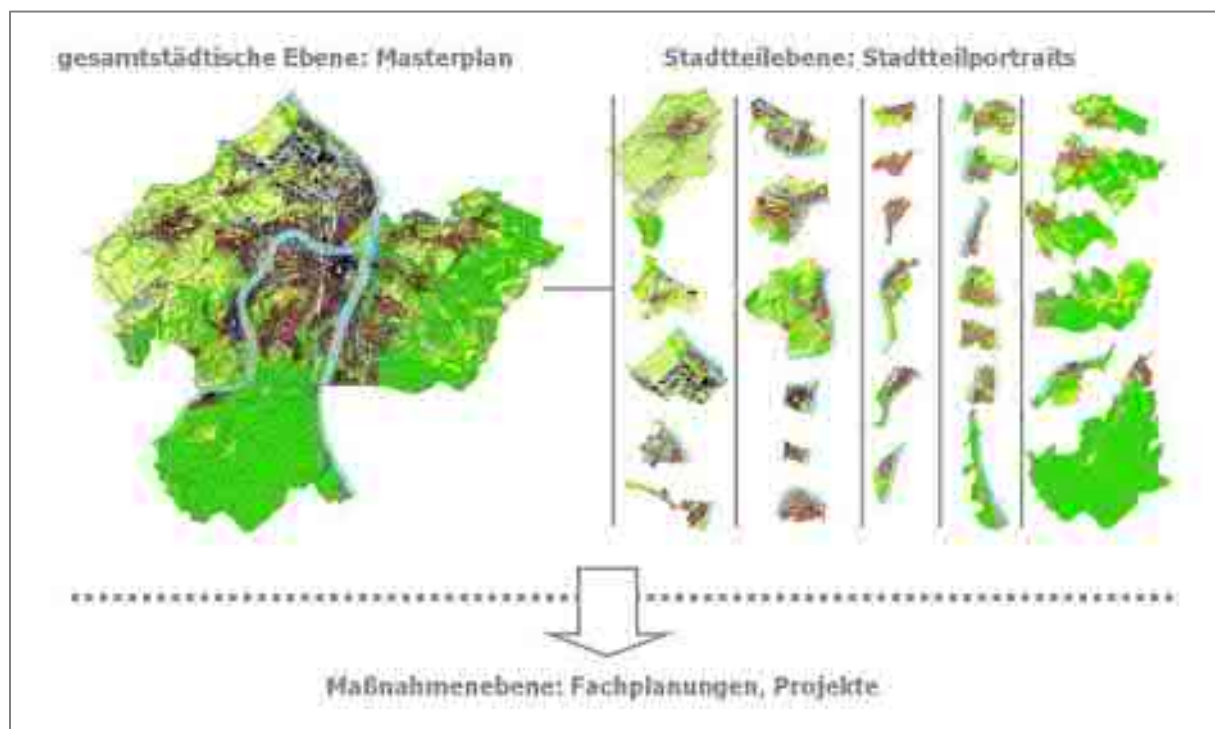 gesamtstädtische Ebene: Masterplan
Stadtteilebene: Stadtteilportraits
Maßnahmenebene: Fachplanungen, Projekte